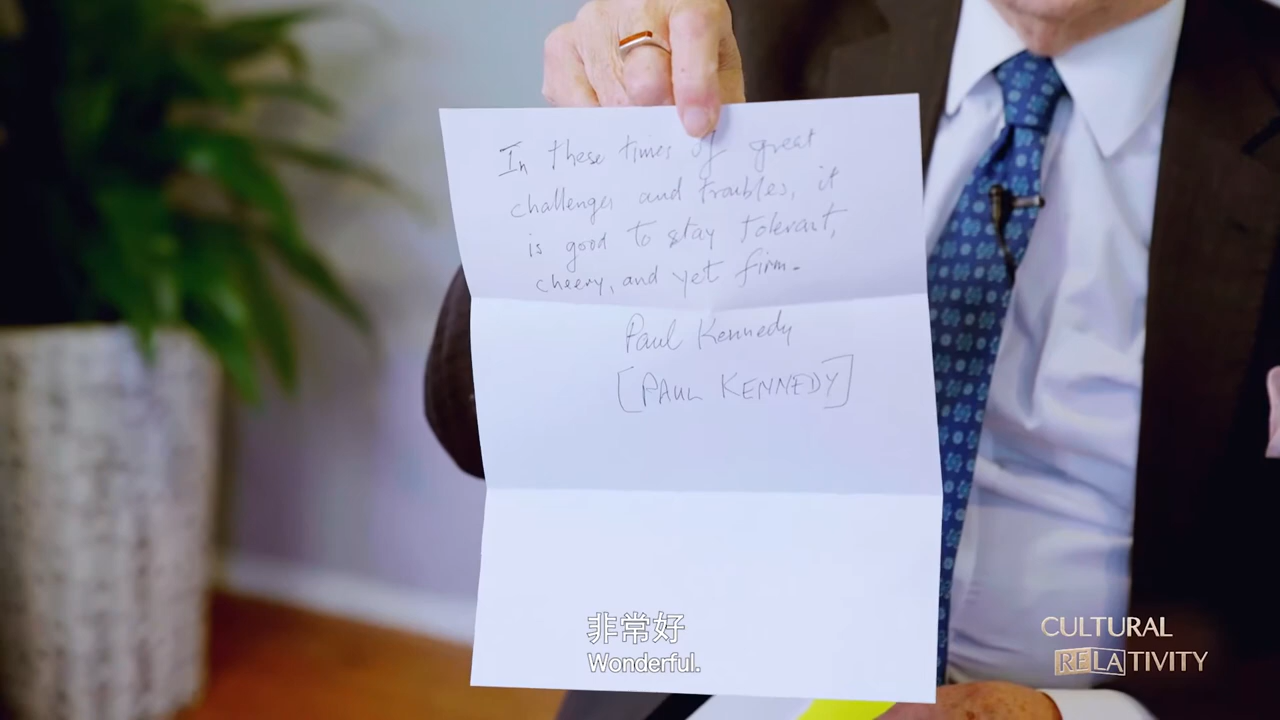 In these times of great
challenges and troubles, it
is good to stay tolerant,
cheery, and yet firm.
Paul Kennedy
[PAUL KENNEDY]
非常好
Wonderful.
CULTURAL
RELATIVITY